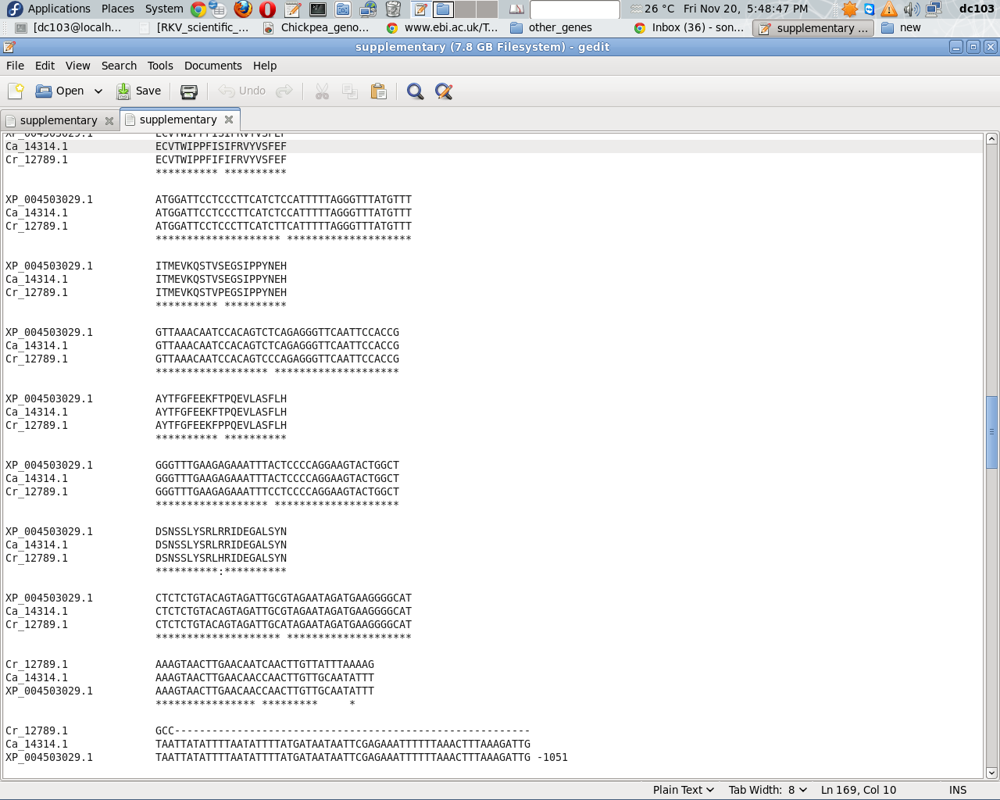 Applications Places System 26 °C Fri Nov 20, 5:48:47 PM dc103
[dc103@localh... [RKV_scientific_... Chickpea_geno... www.ebi.ac.uk/T... other_genes Inbox (36) - son... supplementary ... new
supplementary (7.8 GB Filesystem) - gedit
File Edit View Search Tools Documents Help
Open Save Undo
supplementary supplementary
XP_004503029.1 ECVTWIPPFISIFRVYVSFEF
Ca_14314.1 ECVTWIPPFISIFRVYVSFEF
Cr_12789.1 ECVTWIPPFIFIFRVYVSFEF
********** **********
XP_004503029.1 ATGGATTCCTCCCTTCATCTCCATTTTTAGGGTTTATGTTT
Ca_14314.1 ATGGATTCCTCCCTTCATCTCCATTTTTAGGGTTTATGTTT
Cr_12789.1 ATGGATTCCTCCCTTCATCTTCATTTTTAGGGTTTATGTTT
******************** ********************
XP_004503029.1 ITMEVKQSTVSEGSIPPYNEH
Ca_14314.1 ITMEVKQSTVSEGSIPPYNEH
Cr_12789.1 ITMEVKQSTVPEGSIPPYNEH
********** **********
XP_004503029.1 GTTAAACAATCCACAGTCTCAGAGGGTTCAATTCCACCG
Ca_14314.1 GTTAAACAATCCACAGTCTCAGAGGGTTCAATTCCACCG
Cr_12789.1 GTTAAACAATCCACAGTCCCAGAGGGTTCAATTCCACCG
****************** ********************
XP_004503029.1 AYTFGFEEKFTPQEVLASFLH
Ca_14314.1 AYTFGFEEKFTPQEVLASFLH
Cr_12789.1 AYTFGFEEKFPPQEVLASFLH
********** **********
XP_004503029.1 GGGTTTGAAGAGAAATTTACTCCCCAGGAAGTACTGGCT
Ca_14314.1 GGGTTTGAAGAGAAATTTACTCCCCAGGAAGTACTGGCT
Cr_12789.1 GGGTTTGAAGAGAAATTTCCTCCCCAGGAAGTACTGGCT
****************** ********************
XP_004503029.1 DSNSSLYSRLRRIDEGALSYN
Ca_14314.1 DSNSSLYSRLRRIDEGALSYN
Cr_12789.1 DSNSSLYSRLHRIDEGALSYN
**********:**********
XP_004503029.1 CTCTCTGTACAGTAGATTGCGTAGAATAGATGAAGGGGCAT
Ca_14314.1 CTCTCTGTACAGTAGATTGCGTAGAATAGATGAAGGGGCAT
Cr_12789.1 CTCTCTGTACAGTAGATTGCATAGAATAGATGAAGGGGCAT
******************** ********************
Cr_12789.1 AAAGTAACTTGAACAATCAACTTGTTATTTAAAAG
Ca_14314.1 AAAGTAACTTGAACAACCAACTTGTTGCAATATTT
XP_004503029.1 AAAGTAACTTGAACAACCAACTTGTTGCAATATTT
**************** *********     *
Cr_12789.1 GCC---------------------------------------------------------
Ca_14314.1 TAATTATATTTTAATATTTTATGATAATAATTCGAGAAATTTTTTAAACTTTAAAGATTG
XP_004503029.1 TAATTATATTTTAATATTTTATGATAATAATTCGAGAAATTTTTTAAACTTTAAAGATTG -1051
Plain Text Tab Width: 8 Ln 169, Col 10 INS